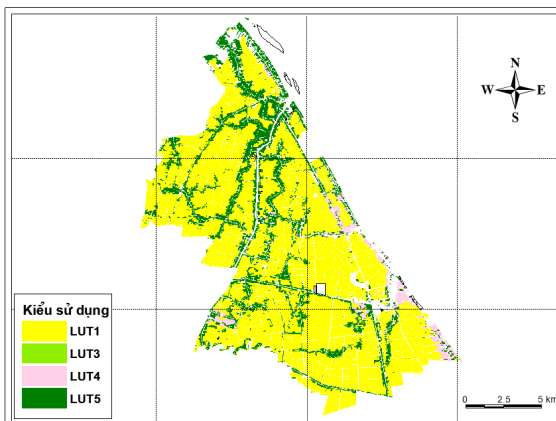 N
W E
S
Kiểu sử dụng
LUT1
LUT3
LUT4
LUT5
0 2.5 5 km